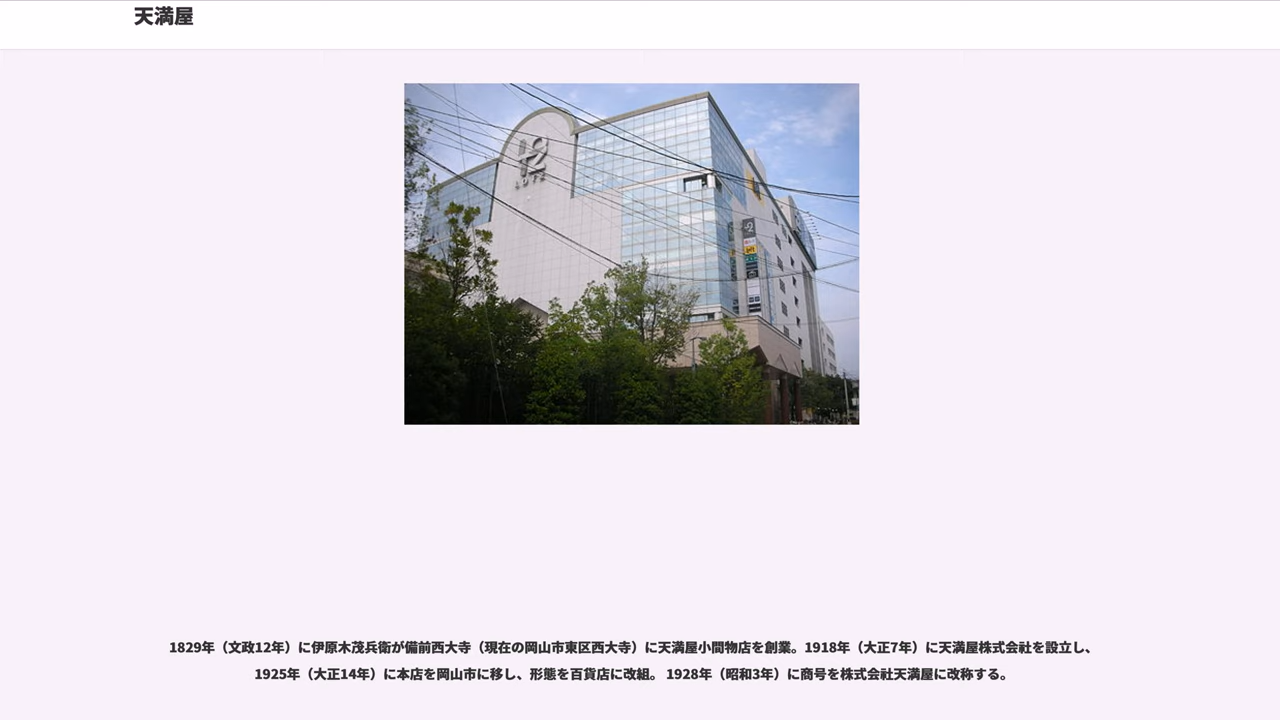 天満屋
LOTZ
1829年（文政12年）に伊原木茂兵衛が備前西大寺（現在の岡山市東区西大寺）に天満屋小間物店を創業。1918年（大正7年）に天満屋株式会社を設立し、
1925年（大正14年）に本店を岡山市に移し、形態を百貨店に改組。 1928年（昭和3年）に商号を株式会社天満屋に改称する。